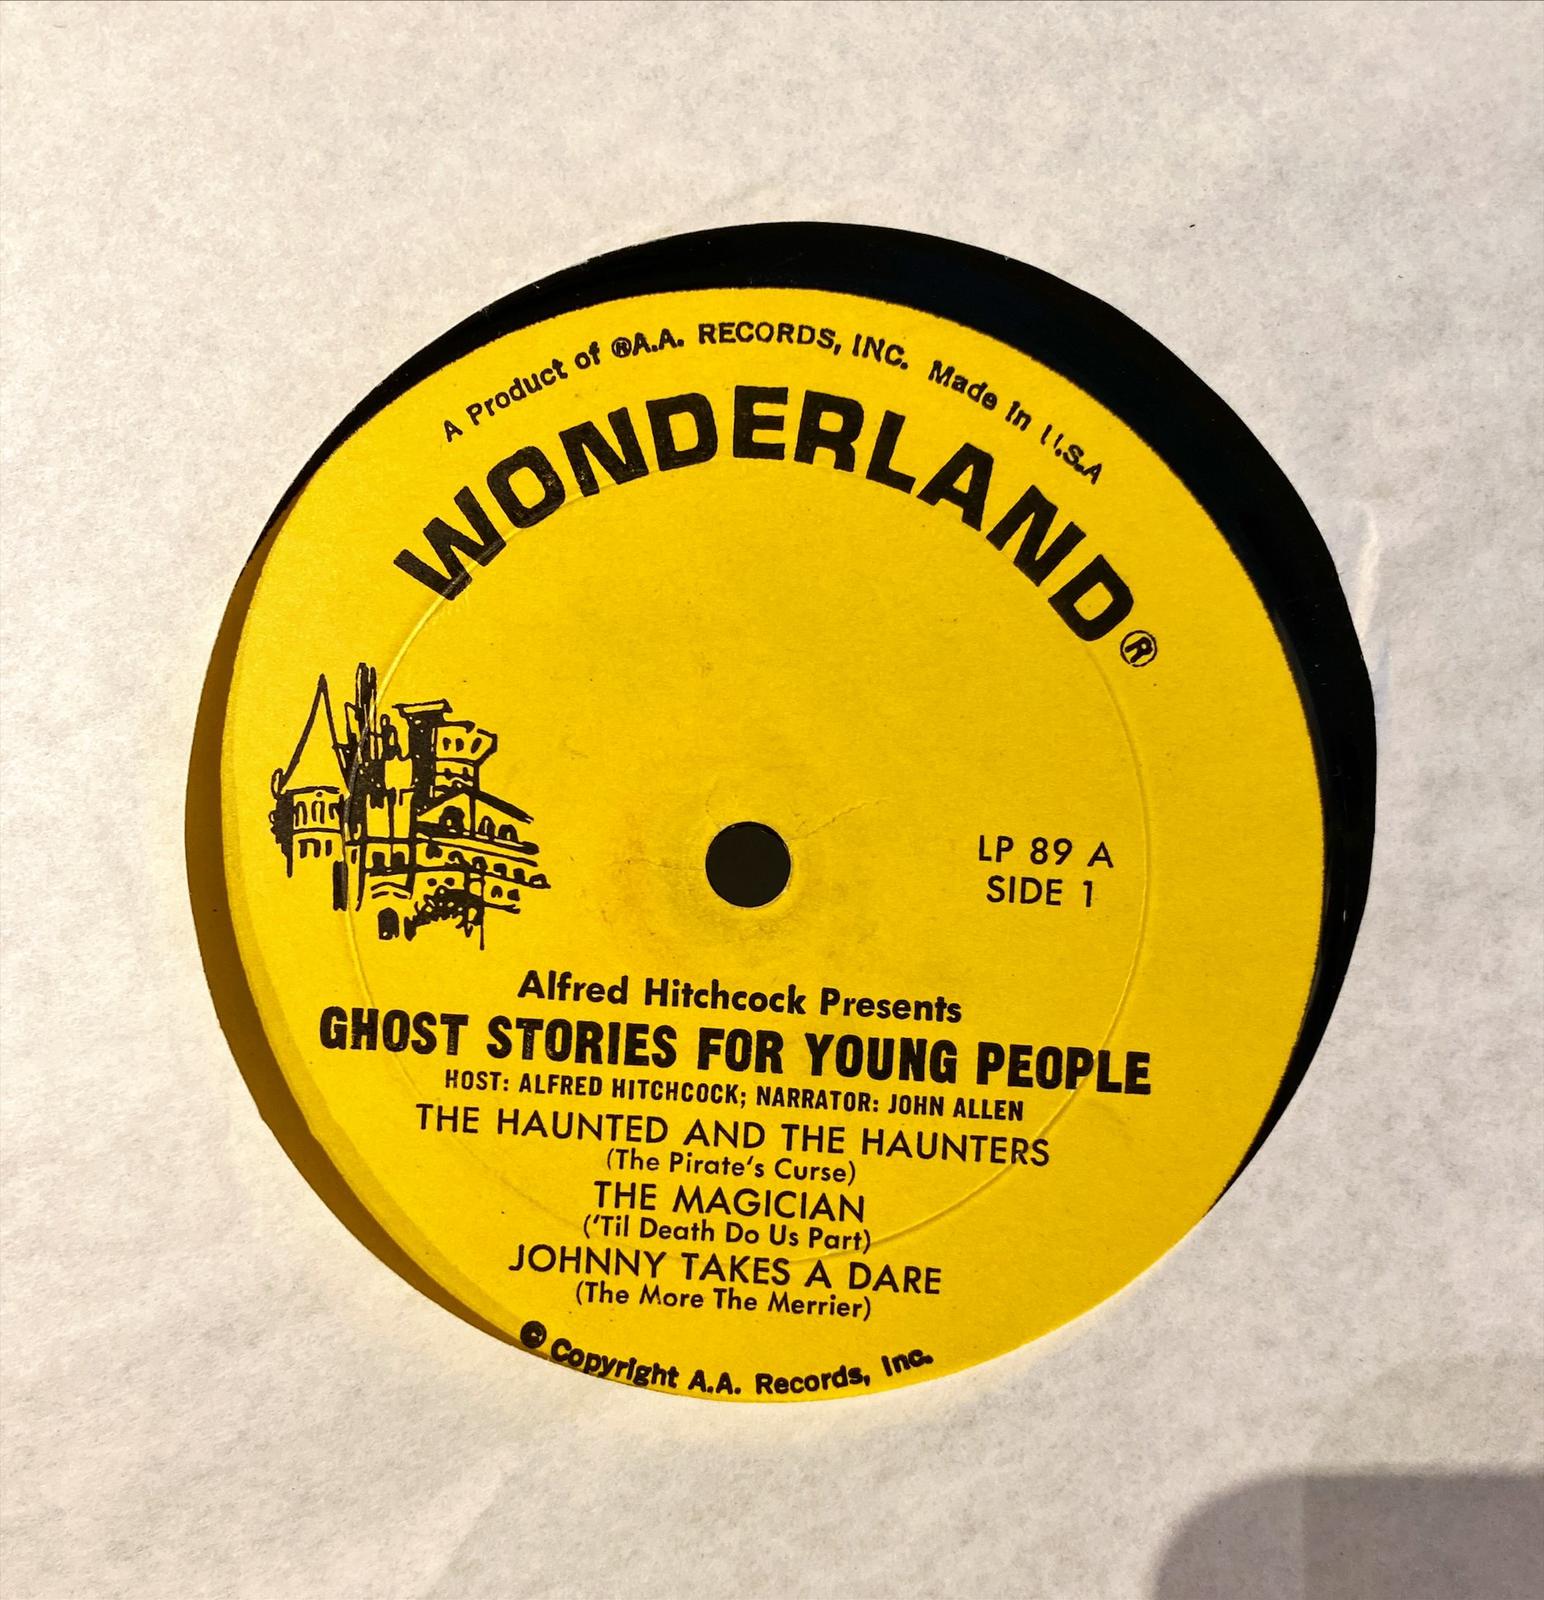 A Product of ®A.A. RECORDS, INC. Made in U.S.A
WONDERLAND®
LP 89 A
SIDE 1
Alfred Hitchcock Presents
GHOST STORIES FOR YOUNG PEOPLE
HOST: ALFRED HITCHCOCK; NARRATOR: JOHN ALLEN
THE HAUNTED AND THE HAUNTERS
(The Pirate's Curse)
THE MAGICIAN
('Til Death Do Us Part)
JOHNNY TAKES A DARE
(The More The Merrier)
© Copyright A.A. Records, Inc.